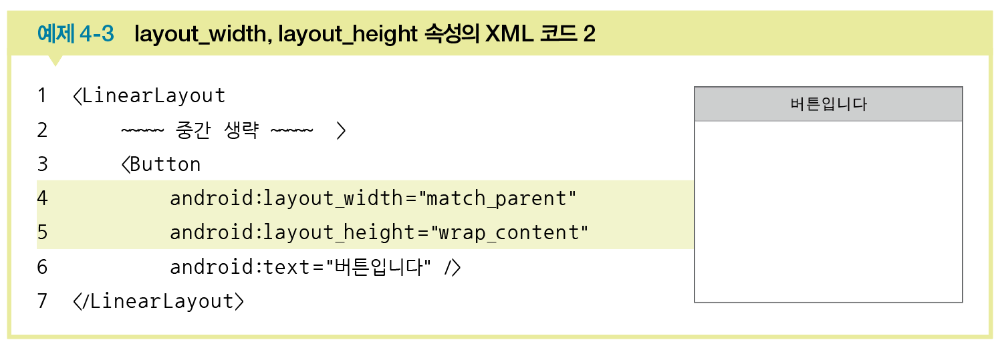 예제 4-3 layout_width, layout_height 속성의 XML 코드 2
1 <LinearLayout
2 ~~~~~ 중간 생략 ~~~~~ >
3 <Button
4 android:layout_width="match_parent"
5 android:layout_height="wrap_content"
6 android:text="버튼입니다" />
7 </LinearLayout>
버튼입니다